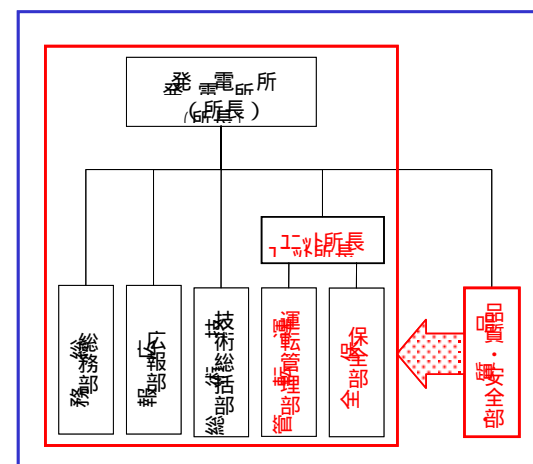 発電所
(所長)
ユニット所長
総務部
広報部
技術総括部
運転管理部
保全部
品質・安全部